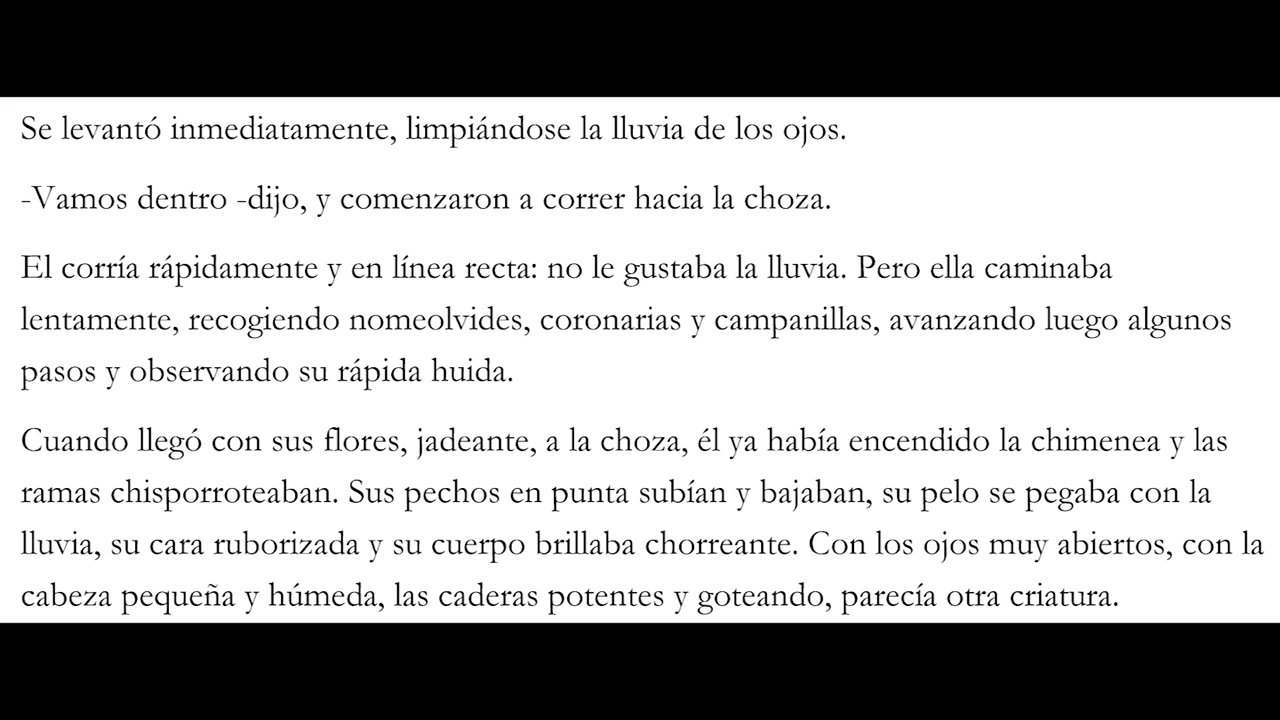 Se levantó inmediatamente, limpiándose la lluvia de los ojos.
-Vamos dentro -dijo, y comenzaron a correr hacia la choza.
El corría rápidamente y en línea recta: no le gustaba la lluvia. Pero ella caminaba
lentamente, recogiendo nomeolvides, coronarias y campanillas, avanzando luego algunos
pasos y observando su rápida huida.
Cuando llegó con sus flores, jadeante, a la choza, él ya había encendido la chimenea y las
ramas chisporroteaban. Sus pechos en punta subían y bajaban, su pelo se pegaba con la
lluvia, su cara ruborizada y su cuerpo brillaba chorreante. Con los ojos muy abiertos, con la
cabeza pequeña y húmeda, las caderas potentes y goteando, parecía otra criatura.